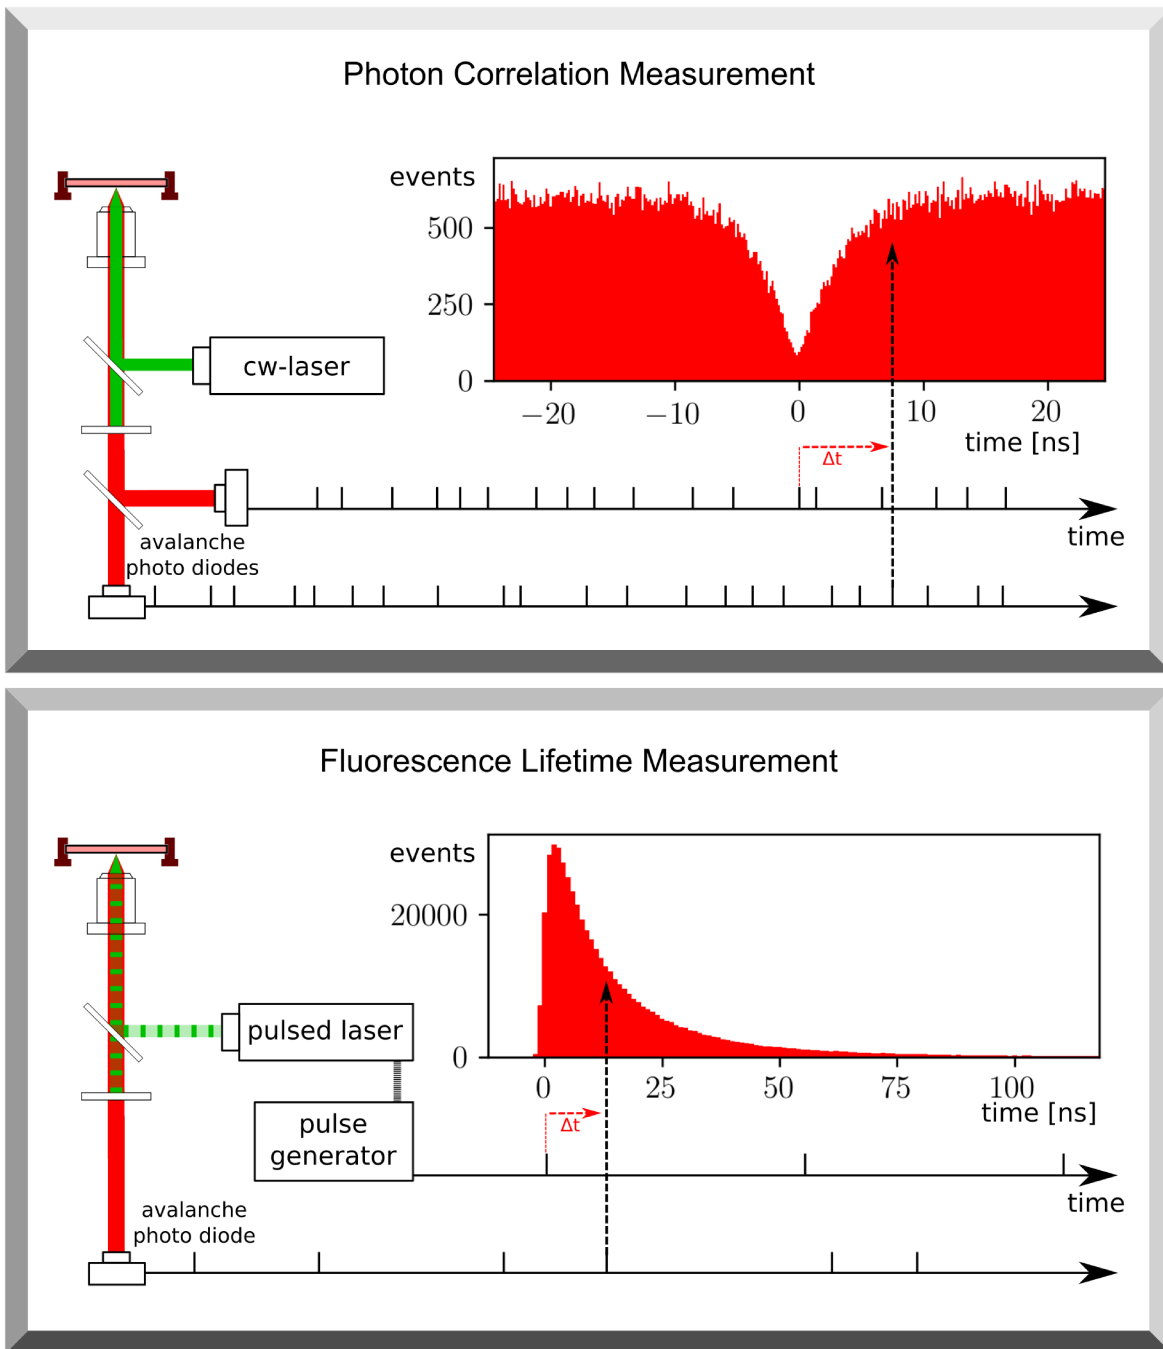 Photon Correlation Measurement
events
500
250
0
−20 −10 0 10 20
time [ns]
cw-laser
Δt
time
avalanche
photo diodes
Fluorescence Lifetime Measurement
events
20000
0
0 25 50 75 100
time [ns]
pulsed laser
Δt
pulse
generator
time
avalanche
photo diode